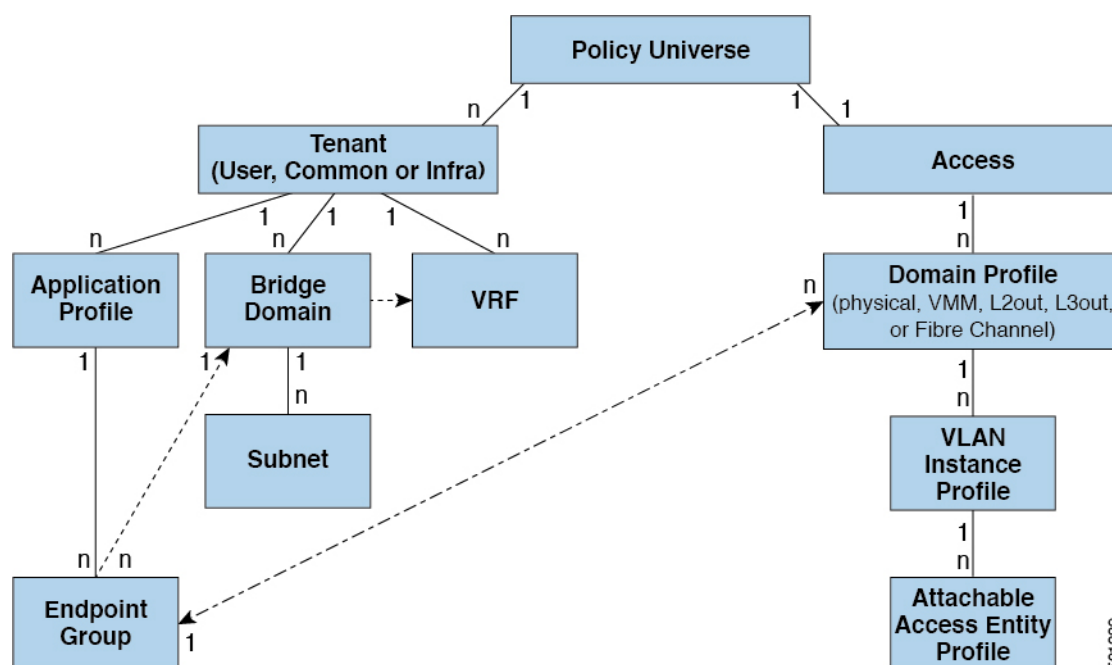 Policy Universe
n
1
1
1
Tenant
(User, Common or Infra)
Access
1
1
1
1
n
n
n
n
Application
Profile
Bridge
Domain
VRF
n
Domain Profile
(physical, VMM, L2out, L3out,
or Fibre Channel)
1
1
1
1
n
n
Subnet
VLAN
Instance
Profile
1
n
n
n
Endpoint
Group
1
Attachable
Access Entity
Profile